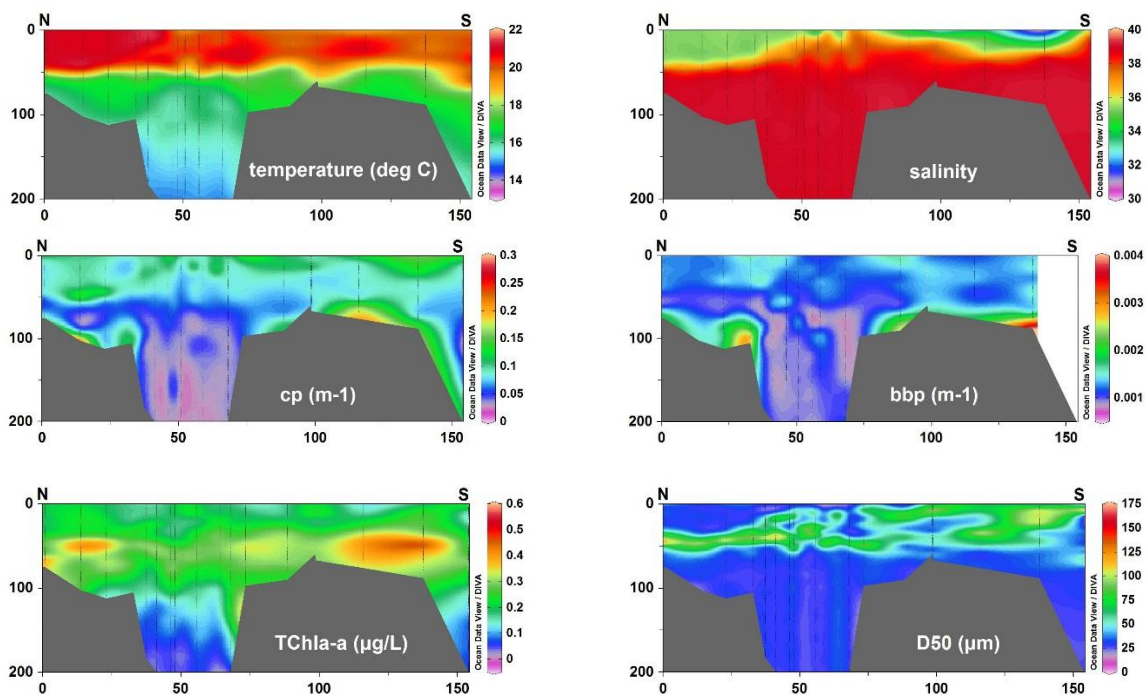 N S
0
100
200
0 50 100 150
temperature (deg C)
22
20
18
16
14
Ocean Data View / DIVA
N S
0
100
200
0 50 100 150
salinity
40
38
36
34
32
30
Ocean Data View / DIVA
N S
0
100
200
0 50 100 150
cp (m-1)
0.3
0.25
0.2
0.15
0.1
0.05
0
Ocean Data View / DIVA
N S
0
100
200
0 50 100 150
bbp (m-1)
0.004
0.003
0.002
0.001
Ocean Data View / DIVA
N S
0
100
200
0 50 100 150
TChla-a (µg/L)
0.6
0.5
0.4
0.3
0.2
0.1
0
Ocean Data View / DIVA
N S
0
100
200
0 50 100 150
D50 (µm)
175
150
125
100
75
50
25
0
Ocean Data View / DIVA